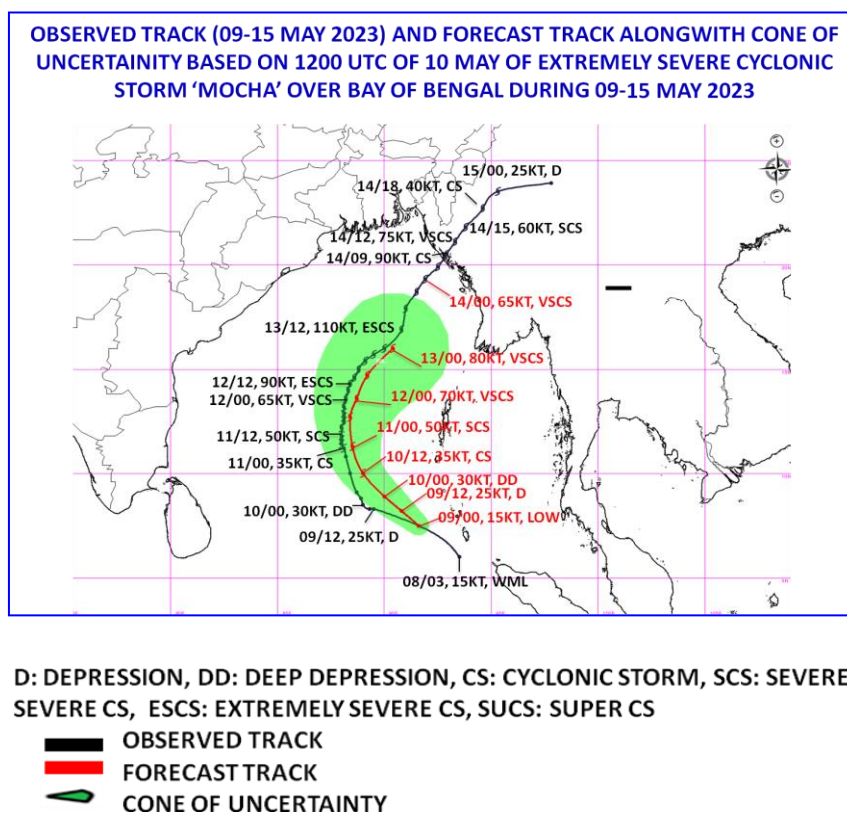 OBSERVED TRACK (09-15 MAY 2023) AND FORECAST TRACK ALONGWITH CONE OF
UNCERTAINITY BASED ON 1200 UTC OF 10 MAY OF EXTREMELY SEVERE CYCLONIC
STORM ‘MOCHA’ OVER BAY OF BENGAL DURING 09-15 MAY 2023
15/00, 25KT, D
14/18, 40KT, CS
14/15, 60KT, SCS
14/12, 75KT, VSCS
14/09, 90KT, CS
14/00, 65KT, VSCS
13/12, 110KT, ESCS
13/00, 80KT, VSCS
12/12, 90KT, ESCS
12/00, 65KT, VSCS
12/00, 70KT, VSCS
11/00, 50KT, SCS
11/12, 50KT, SCS
10/12, 35KT, CS
11/00, 35KT, CS
10/00, 30KT, DD
09/12, 25KT, D
10/00, 30KT, DD
09/00, 15KT, LOW
09/12, 25KT, D
08/03, 15KT, WML
D: DEPRESSION, DD: DEEP DEPRESSION, CS: CYCLONIC STORM, SCS: SEVERE
SEVERE CS, ESCS: EXTREMELY SEVERE CS, SUCS: SUPER CS
OBSERVED TRACK
FORECAST TRACK
CONE OF UNCERTAINTY